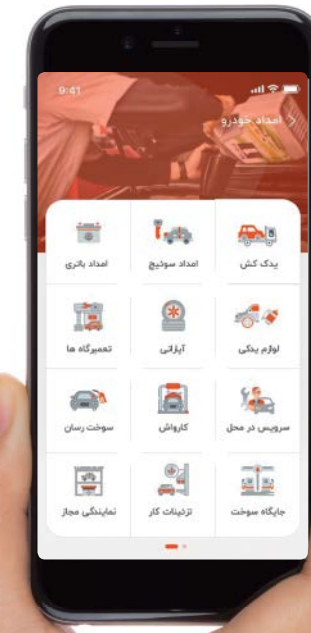 9:41
امداد خودرو
یدک کش
امداد سوئیچ
امداد باتری
لوازم یدکی
آپاراتی
تعمیرگاه ها
سرویس در محل
کارواش
سوخت رسان
جایگاه سوخت
تزئینات کار
نمایندگی مجاز